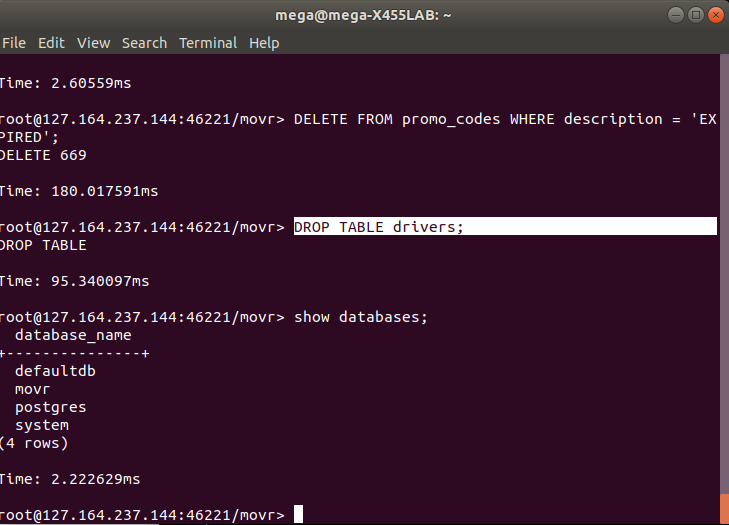 mega@mega-X455LAB: ~
File Edit View Search Terminal Help
Time: 2.60559ms
root@127.164.237.144:46221/movr> DELETE FROM promo_codes WHERE description = 'EX
PIRED';
DELETE 669
Time: 180.017591ms
root@127.164.237.144:46221/movr> DROP TABLE drivers;
DROP TABLE
Time: 95.340097ms
root@127.164.237.144:46221/movr> show databases;
database_name
+---------------+
defaultdb
movr
postgres
system
(4 rows)
Time: 2.222629ms
root@127.164.237.144:46221/movr>